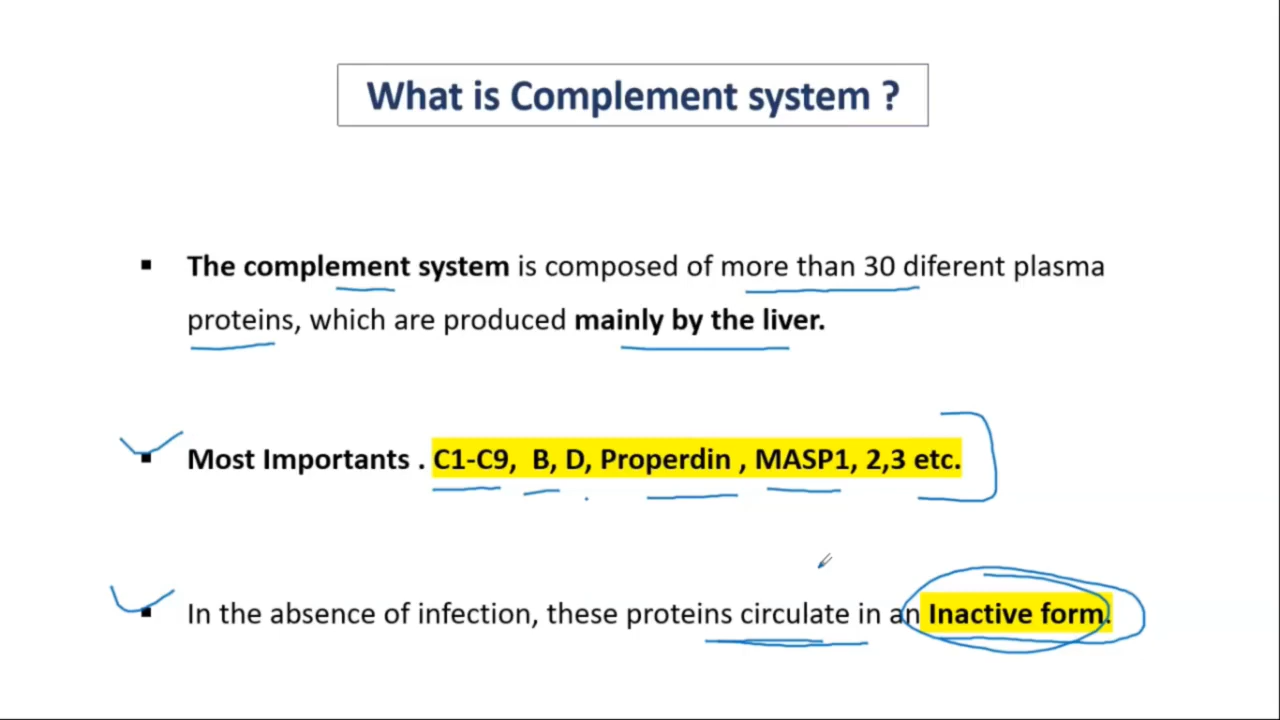 What is Complement system ?
The complement system is composed of more than 30 diferent plasma
proteins, which are produced mainly by the liver.
Most Importants . C1-C9, B, D, Properdin , MASP1, 2,3 etc.
In the absence of infection, these proteins circulate in an Inactive form.